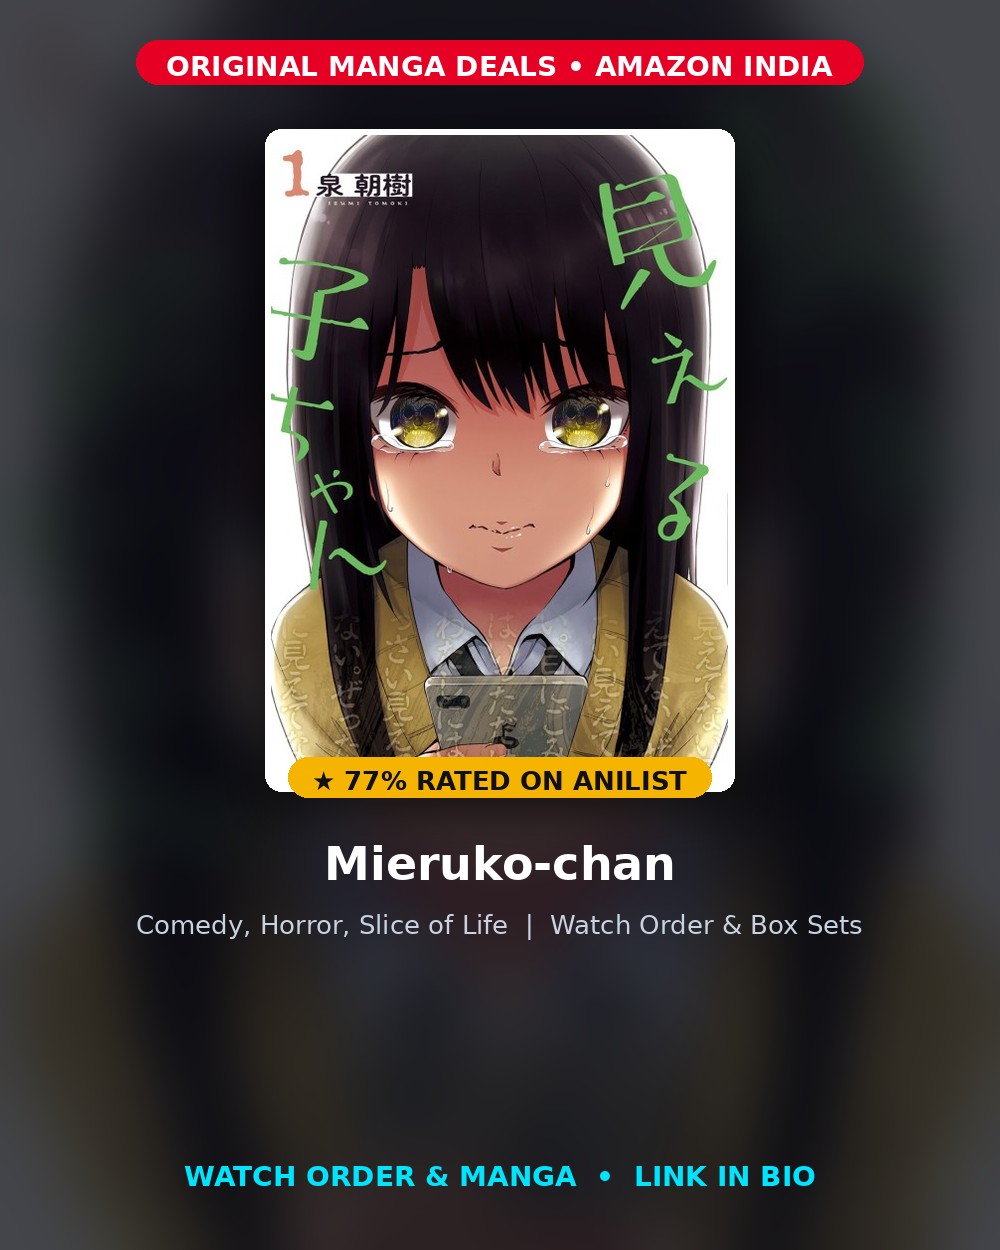 ORIGINAL MANGA DEALS • AMAZON INDIA
1
泉 朝樹
IZUMI TOMOKI
見える
子ちゃん
★ 77% RATED ON ANILIST
Mieruko-chan
Comedy, Horror, Slice of Life | Watch Order & Box Sets
WATCH ORDER & MANGA • LINK IN BIO